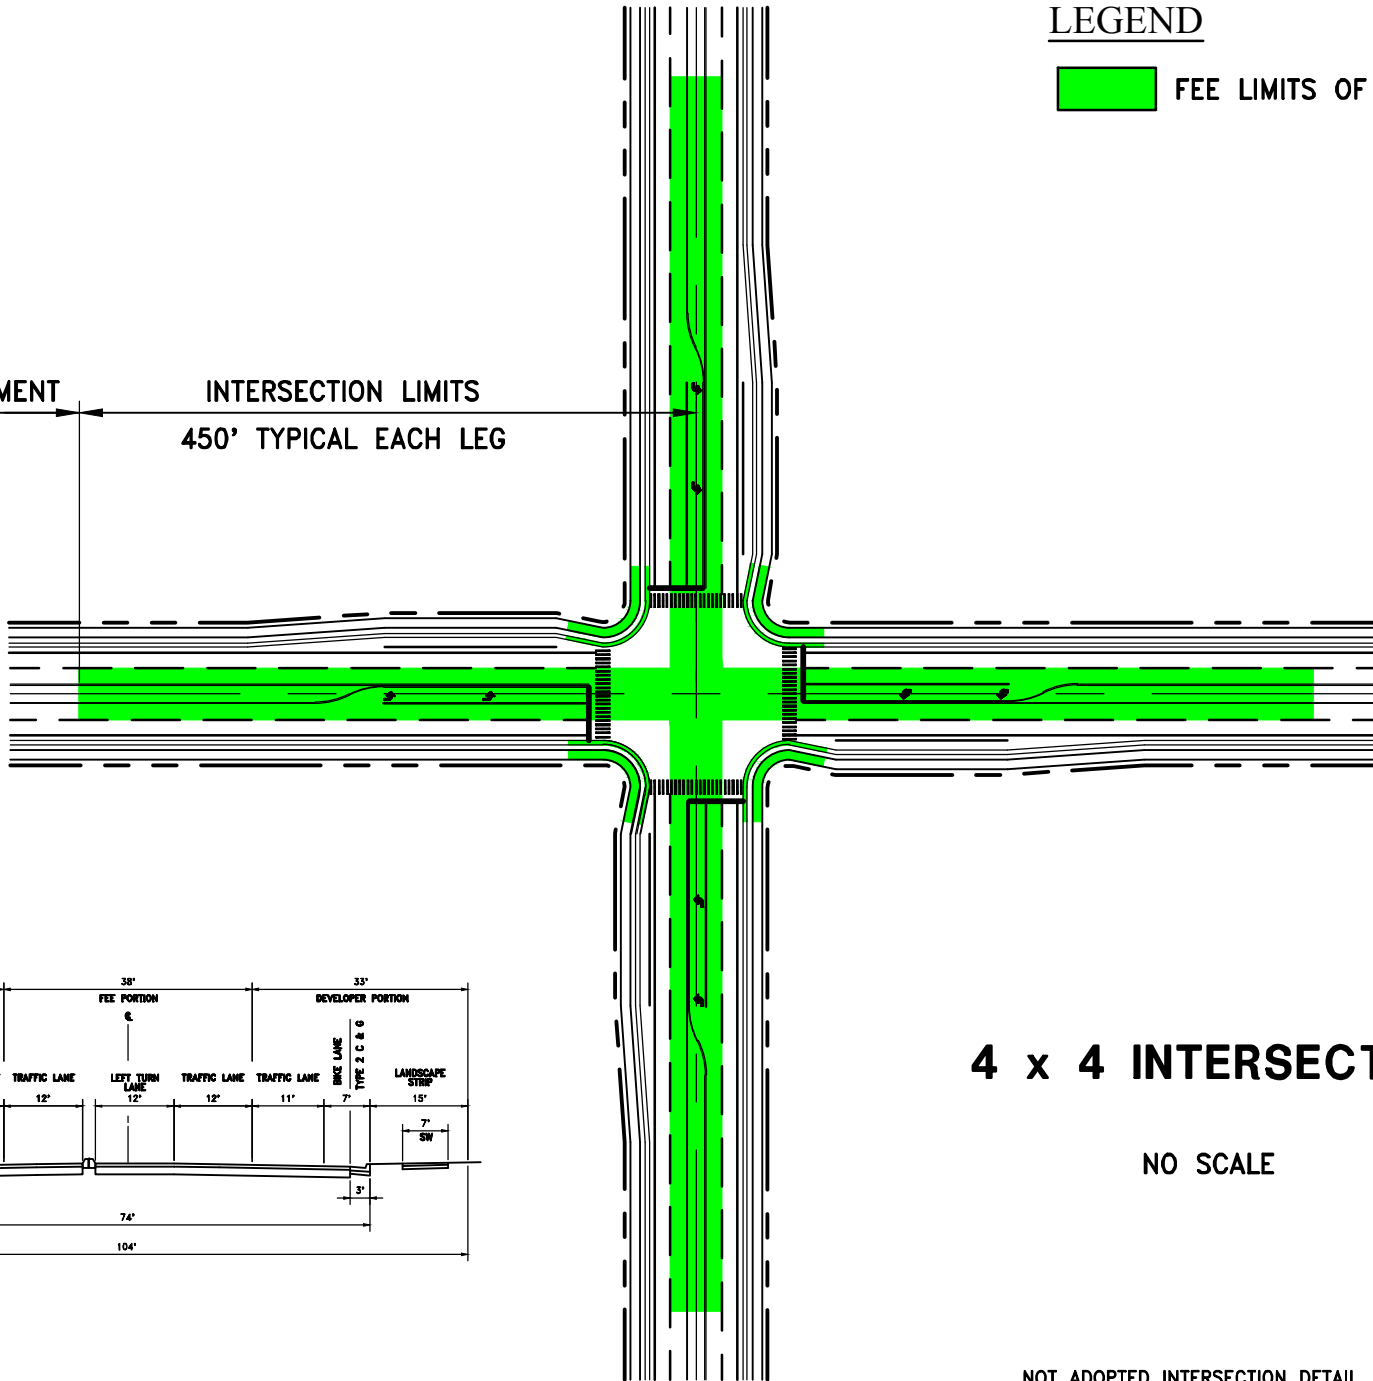 LEGEND
FEE LIMITS OF
INTERSECTION LIMITS
450' TYPICAL EACH LEG
38'
33'
FEE PORTION
DEVELOPER PORTION
BIKE LANE
TYPE 2 C & G
TRAFFIC LANE
LEFT TURN
LANE
TRAFFIC LANE
TRAFFIC LANE
LANDSCAPE
STRIP
12'
12'
12'
11'
7'
15'
7'
SW
3'
74'
104'
4 x 4
NO SCALE
NOT ADOPTED INTERSECTION DETAIL